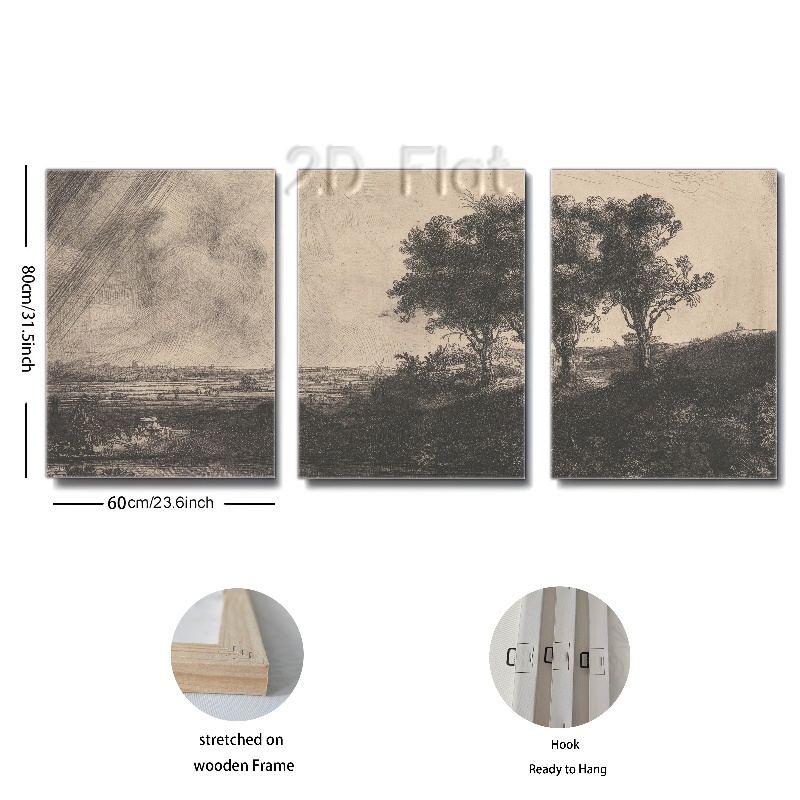 2D Flat
80cm/31.5inch
60cm/23.6inch
stretched on
wooden Frame
Hook
Ready to Hang